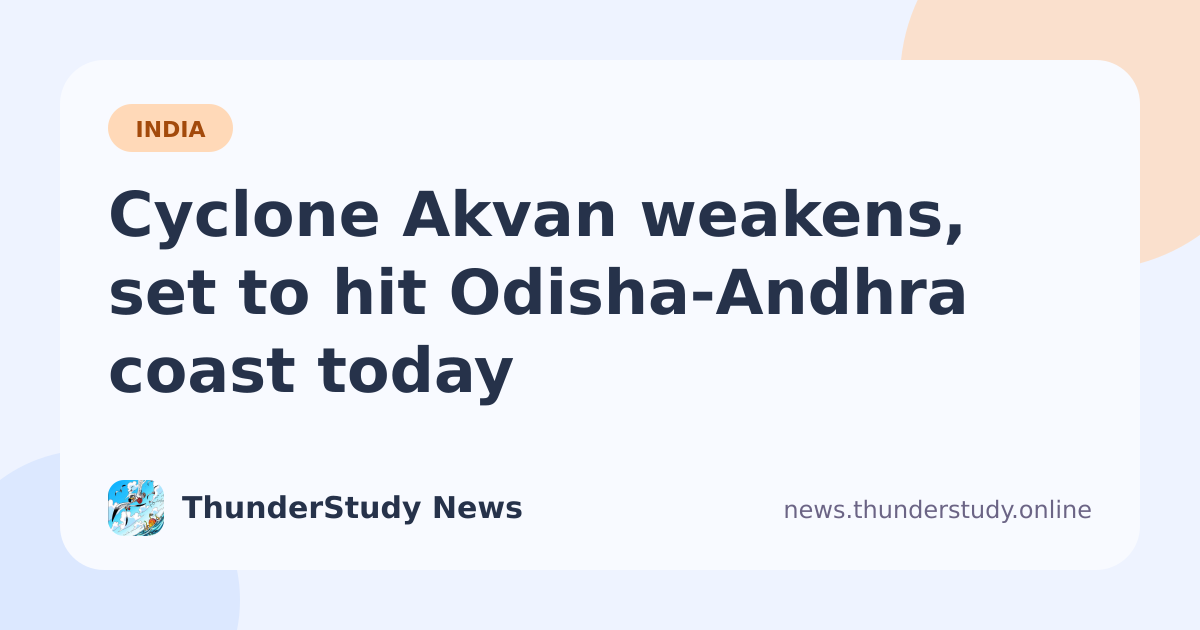 INDIA
Cyclone Akvan weakens,
set to hit Odisha-Andhra
coast today
ThunderStudy News
news.thunderstudy.online